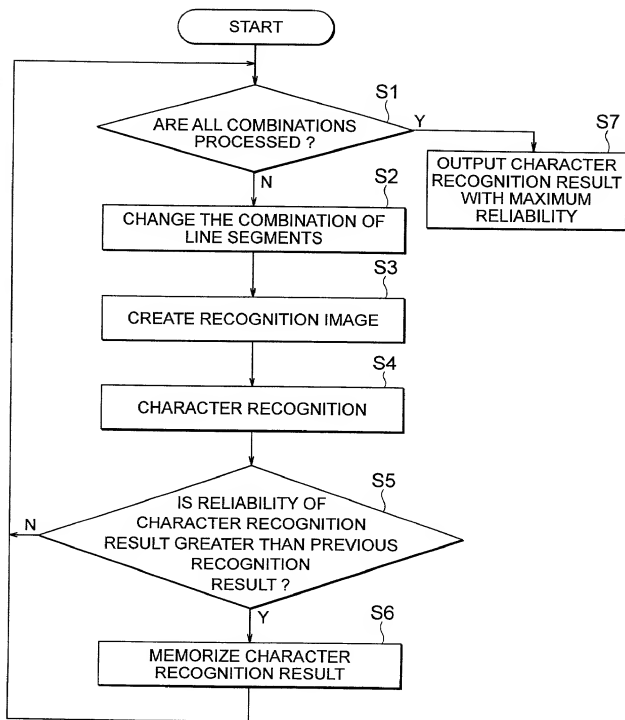 START
S1
ARE ALL COMBINATIONS
PROCESSED ?
Y
N
S7
OUTPUT CHARACTER
RECOGNITION RESULT
WITH MAXIMUM
RELIABILITY
S2
CHANGE THE COMBINATION OF
LINE SEGMENTS
S3
CREATE RECOGNITION IMAGE
S4
CHARACTER RECOGNITION
S5
IS RELIABILITY OF
CHARACTER RECOGNITION
RESULT GREATER THAN PREVIOUS
RECOGNITION
RESULT ?
N
Y
S6
MEMORIZE CHARACTER
RECOGNITION RESULT